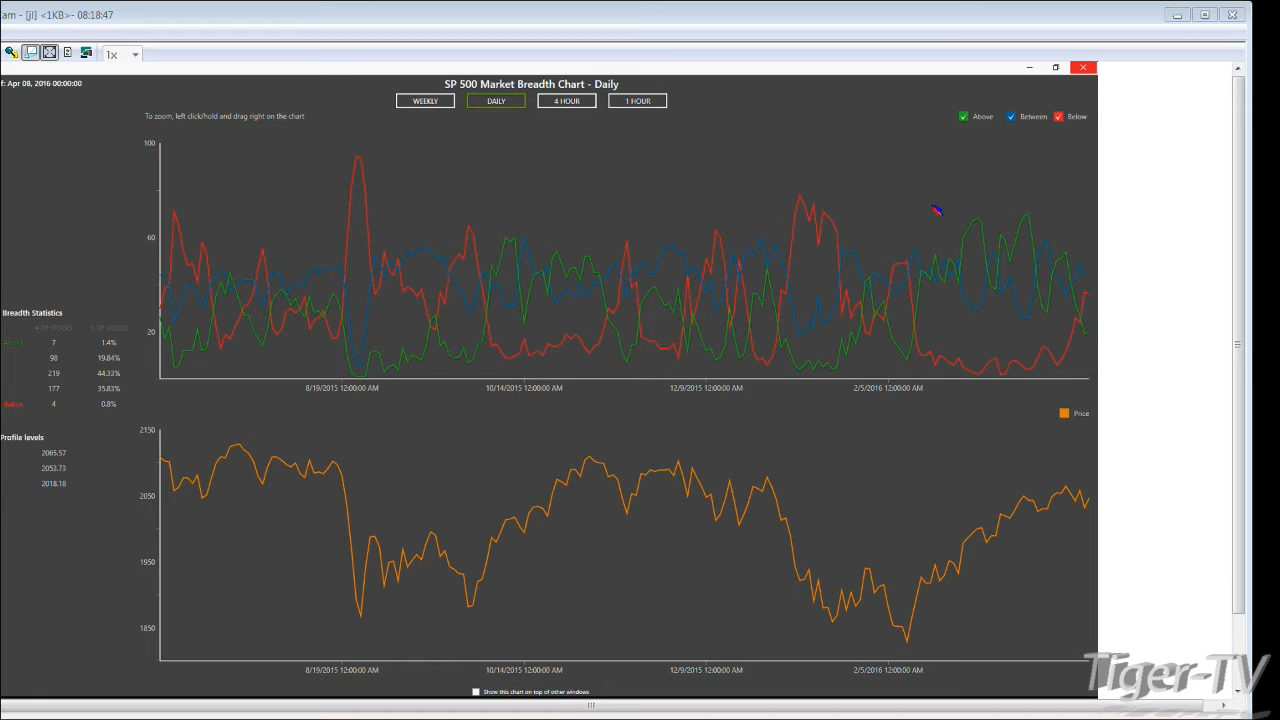 am - [jl] <1KB>- 08:18:47
1x
f: Apr 08, 2016 00:00:00
SP 500 Market Breadth Chart - Daily
WEEKLY DAILY 4 HOUR 1 HOUR
To zoom, left click/hold and drag right on the chart
Above Between Below
100
60
20
8/19/2015 12:00:00 AM 10/14/2015 12:00:00 AM 12/9/2015 12:00:00 AM 2/5/2016 12:00:00 AM
Breadth Statistics
# OF STOCKS % OF STOCKS
Above 7 1.4%
98 19.84%
219 44.33%
177 35.83%
Below 4 0.8%
Profile levels
2065.57
2053.73
2018.18
Price
2150
2050
1950
1850
8/19/2015 12:00:00 AM 10/14/2015 12:00:00 AM 12/9/2015 12:00:00 AM 2/5/2016 12:00:00 AM
Show this chart on top of other windows
Tiger-TV